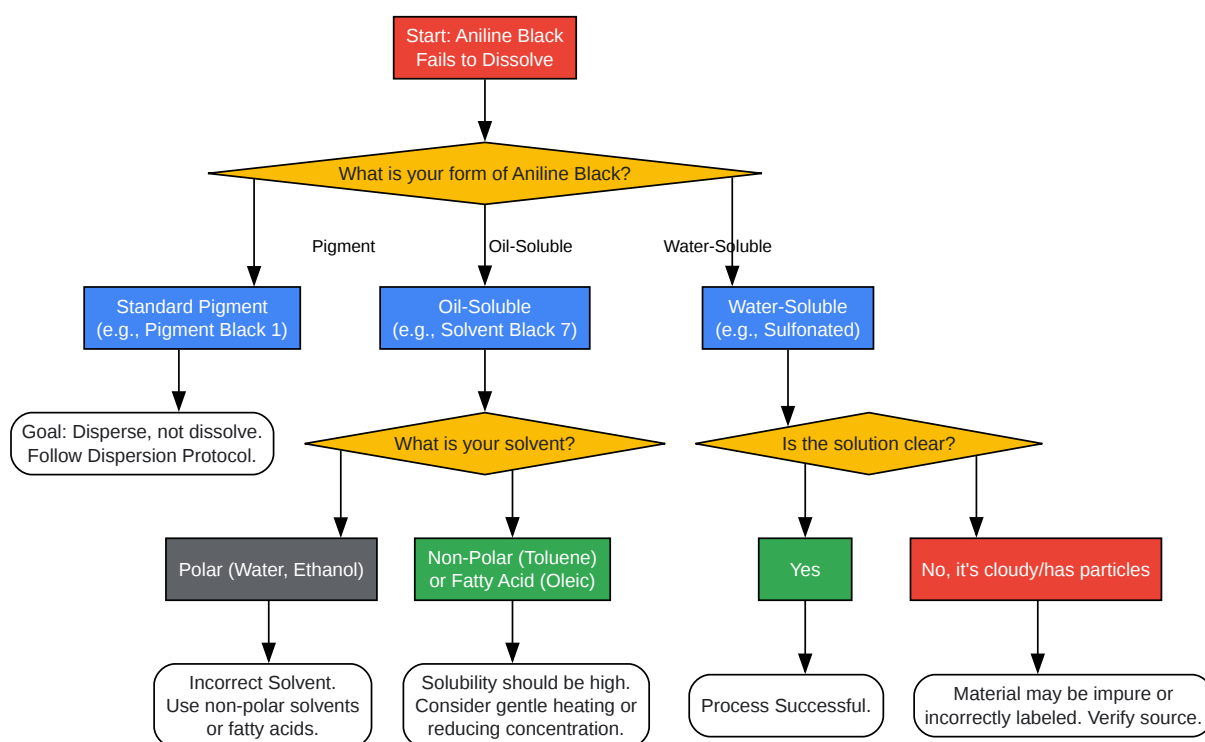 Start: Aniline Black
Fails to Dissolve
What is your form of Aniline Black?
Pigment
Oil-Soluble
Water-Soluble
Standard Pigment
(e.g., Pigment Black 1)
Oil-Soluble
(e.g., Solvent Black 7)
Water-Soluble
(e.g., Sulfonated)
Goal: Disperse, not dissolve.
Follow Dispersion Protocol.
What is your solvent?
Is the solution clear?
Polar (Water, Ethanol)
Non-Polar (Toluene)
or Fatty Acid (Oleic)
Yes
No, it's cloudy/has particles
Incorrect Solvent.
Use non-polar solvents
or fatty acids.
Solubility should be high.
Consider gentle heating or
reducing concentration.
Process Successful.
Material may be impure or
incorrectly labeled. Verify source.